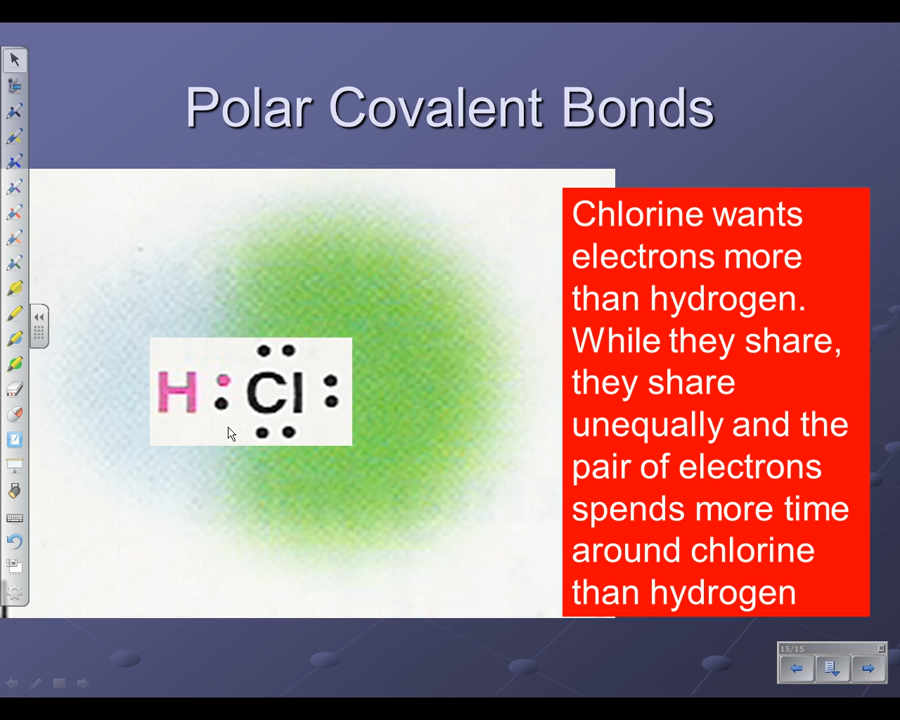 Polar Covalent Bonds
H : Cl :
Chlorine wants
electrons more
than hydrogen.
While they share,
they share
unequally and the
pair of electrons
spends more time
around chlorine
than hydrogen
15/15